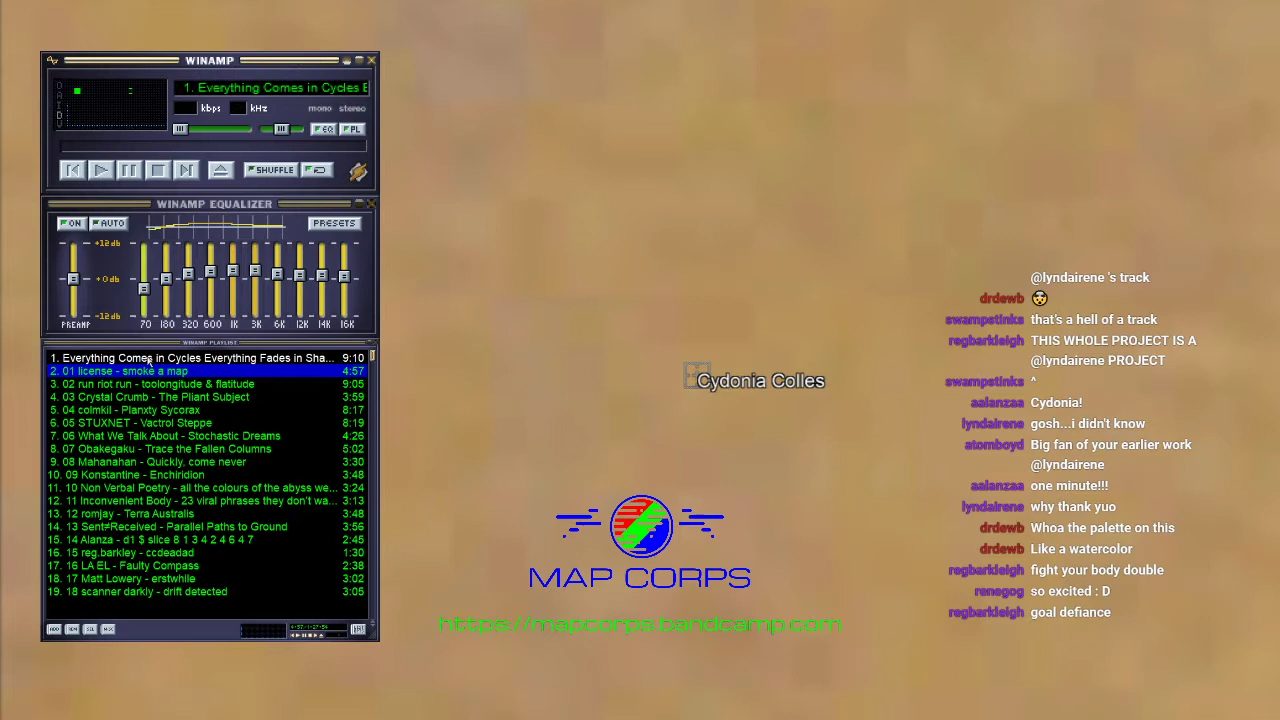 WINAMP
O
A
I
D
V
1. Everything Comes in Cycles E
kbps
kHz
mono
stereo
EQ
PL
SHUFFLE
WINAMP EQUALIZER
ON
AUTO
PRESETS
+12db
+0db
-12db
PREAMP
70 180 320 600 1K 3K 6K 12K 14K 16K
WINAMP PLAYLIST
1. Everything Comes in Cycles Everything Fades in Sha... 9:10
2. 01 license - smoke a map 4:57
3. 02 run riot run - toolongitude & flatitude 9:05
4. 03 Crystal Crumb - The Pliant Subject 3:59
5. 04 colmkil - Planxty Sycorax 8:17
6. 05 STUXNET - Vactrol Steppe 8:19
7. 06 What We Talk About - Stochastic Dreams 4:26
8. 07 Obakegaku - Trace the Fallen Columns 5:02
9. 08 Mahanahan - Quickly, come never 3:30
10. 09 Konstantine - Enchiridion 3:48
11. 10 Non Verbal Poetry - all the colours of the abyss we... 3:24
12. 11 Inconvenient Body - 23 viral phrases they don't wa... 3:13
13. 12 romjay - Terra Australis 3:48
14. 13 Sent≠Received - Parallel Paths to Ground 3:56
15. 14 Alanza - d1 $ slice 8 1 3 4 2 4 6 4 7 2:45
16. 15 reg.barkley - ccdeadad 1:30
17. 16 LA EL - Faulty Compass 2:38
18. 17 Matt Lowery - erstwhile 3:02
19. 18 scanner darkly - drift detected 3:05
ADD
REM
SEL
MISC
4:57/1:27:54
Cydonia Colles
MAP CORPS
https://mapcorps.bandcamp.com
@lyndairene 's track
drdewb
swampstinks that's a hell of a track
regbarkleigh THIS WHOLE PROJECT IS A
@lyndairene PROJECT
swampstinks ^
aalanzaa Cydonia!
lyndairene gosh...i didn't know
atomboyd Big fan of your earlier work
@lyndairene
aalanzaa one minute!!!
lyndairene why thank yuo
drdewb Whoa the palette on this
drdewb Like a watercolor
regbarkleigh fight your body double
renegog so excited : D
regbarkleigh goal defiance